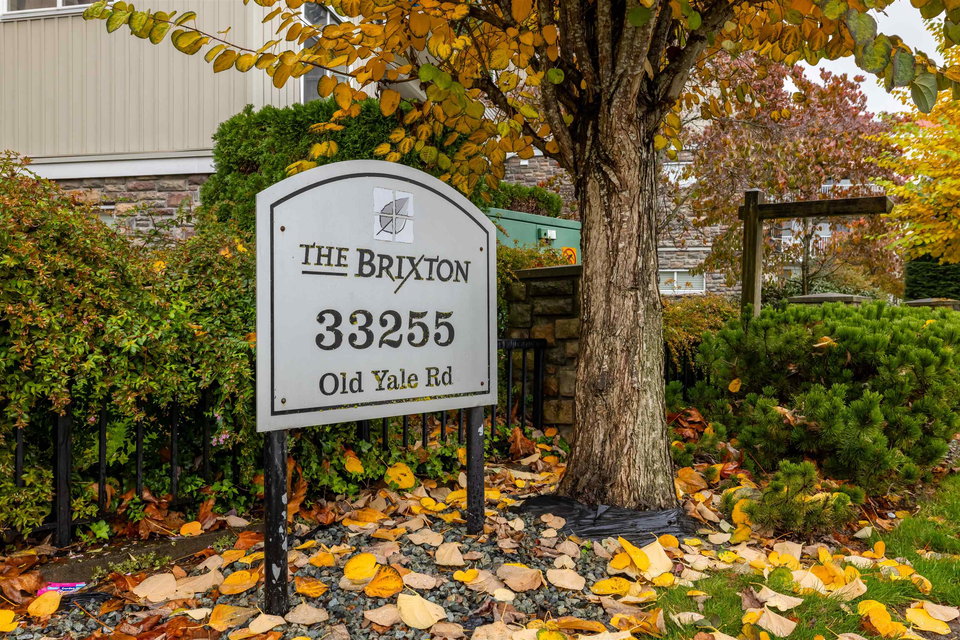 THE BRIXTON
33255
Old Yale Rd